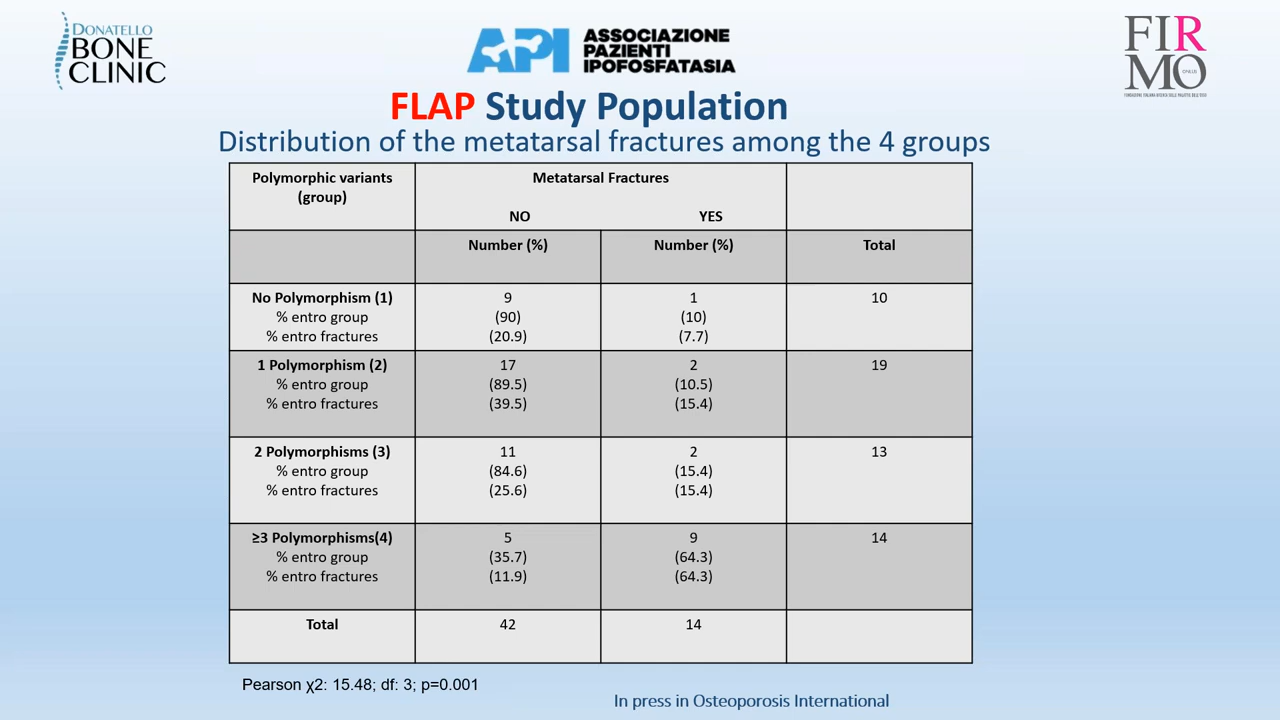 DONATELLO
BONE
CLINIC
API ASSOCIAZIONE
PAZIENTI
IPOFOSFATASIA
FIR
MO
FLAP Study Population
Distribution of the metatarsal fractures among the 4 groups
Polymorphic variants
(group)
Metatarsal Fractures
NO YES
Number (%) Number (%) Total
No Polymorphism (1) 9 1 10
% entro group (90) (10)
% entro fractures (20.9) (7.7)
1 Polymorphism (2) 17 2 19
% entro group (89.5) (10.5)
% entro fractures (39.5) (15.4)
2 Polymorphisms (3) 11 2 13
% entro group (84.6) (15.4)
% entro fractures (25.6) (15.4)
≥3 Polymorphisms(4) 5 9 14
% entro group (35.7) (64.3)
% entro fractures (11.9) (64.3)
Total 42 14
Pearson χ2: 15.48; df: 3; p=0.001
In press in Osteoporosis International